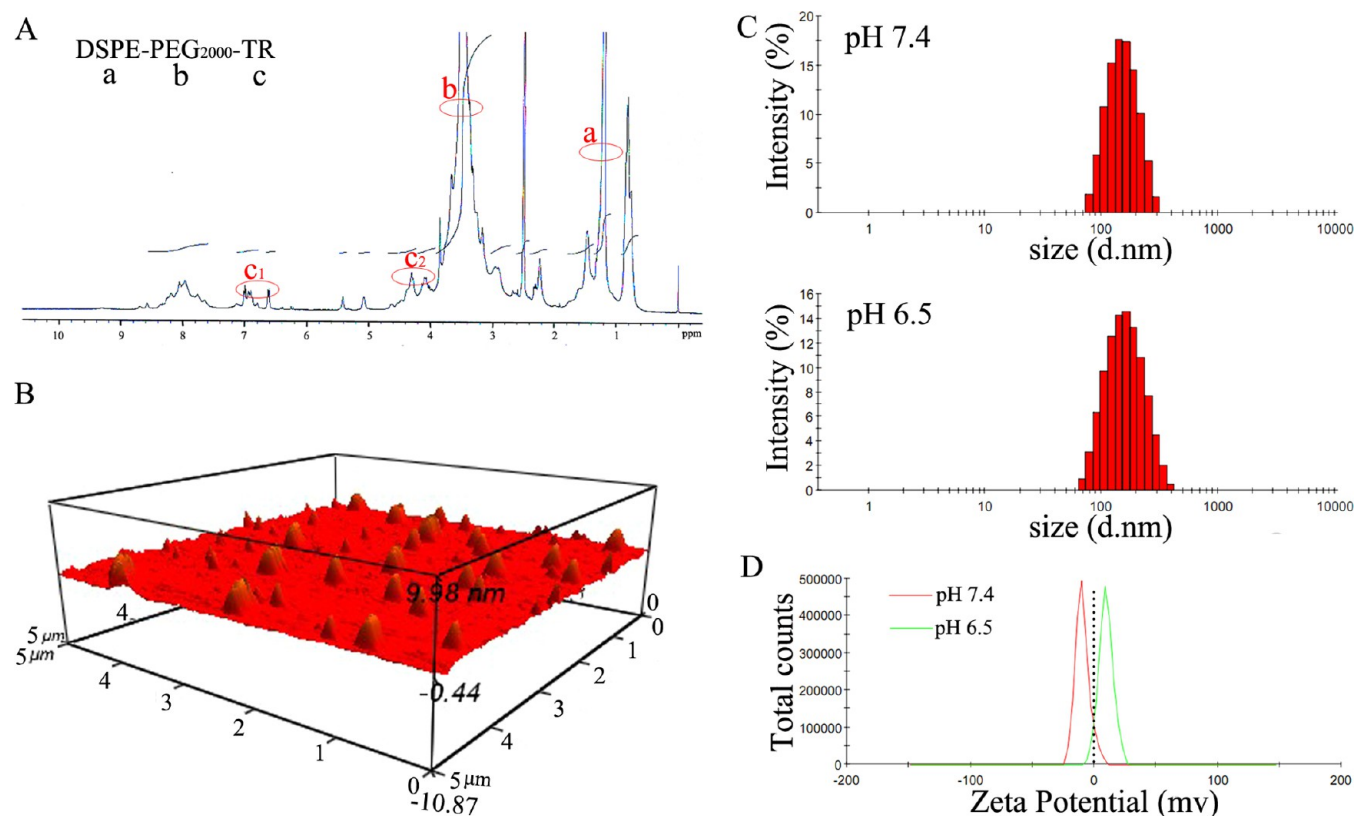 A
DSPE-PEG2000-TR
a b c
b
a
c1
c2
10 9 8 7 6 5 4 3 2 1 ppm
B
9.98 nm
-0.44
-10.87
5 μm
4
3
2
1
0
5 μm
4
3
2
1
0
0
5 μm
4
C
pH 7.4
Intensity (%)
20
15
10
5
0
1 10 100 1000 10000
size (d.nm)
pH 6.5
Intensity (%)
16
14
12
10
8
6
4
2
0
1 10 100 1000 10000
size (d.nm)
D
Total counts
500000
400000
300000
200000
100000
0
pH 7.4
pH 6.5
-200 -100 0 100 200
Zeta Potential (mv)